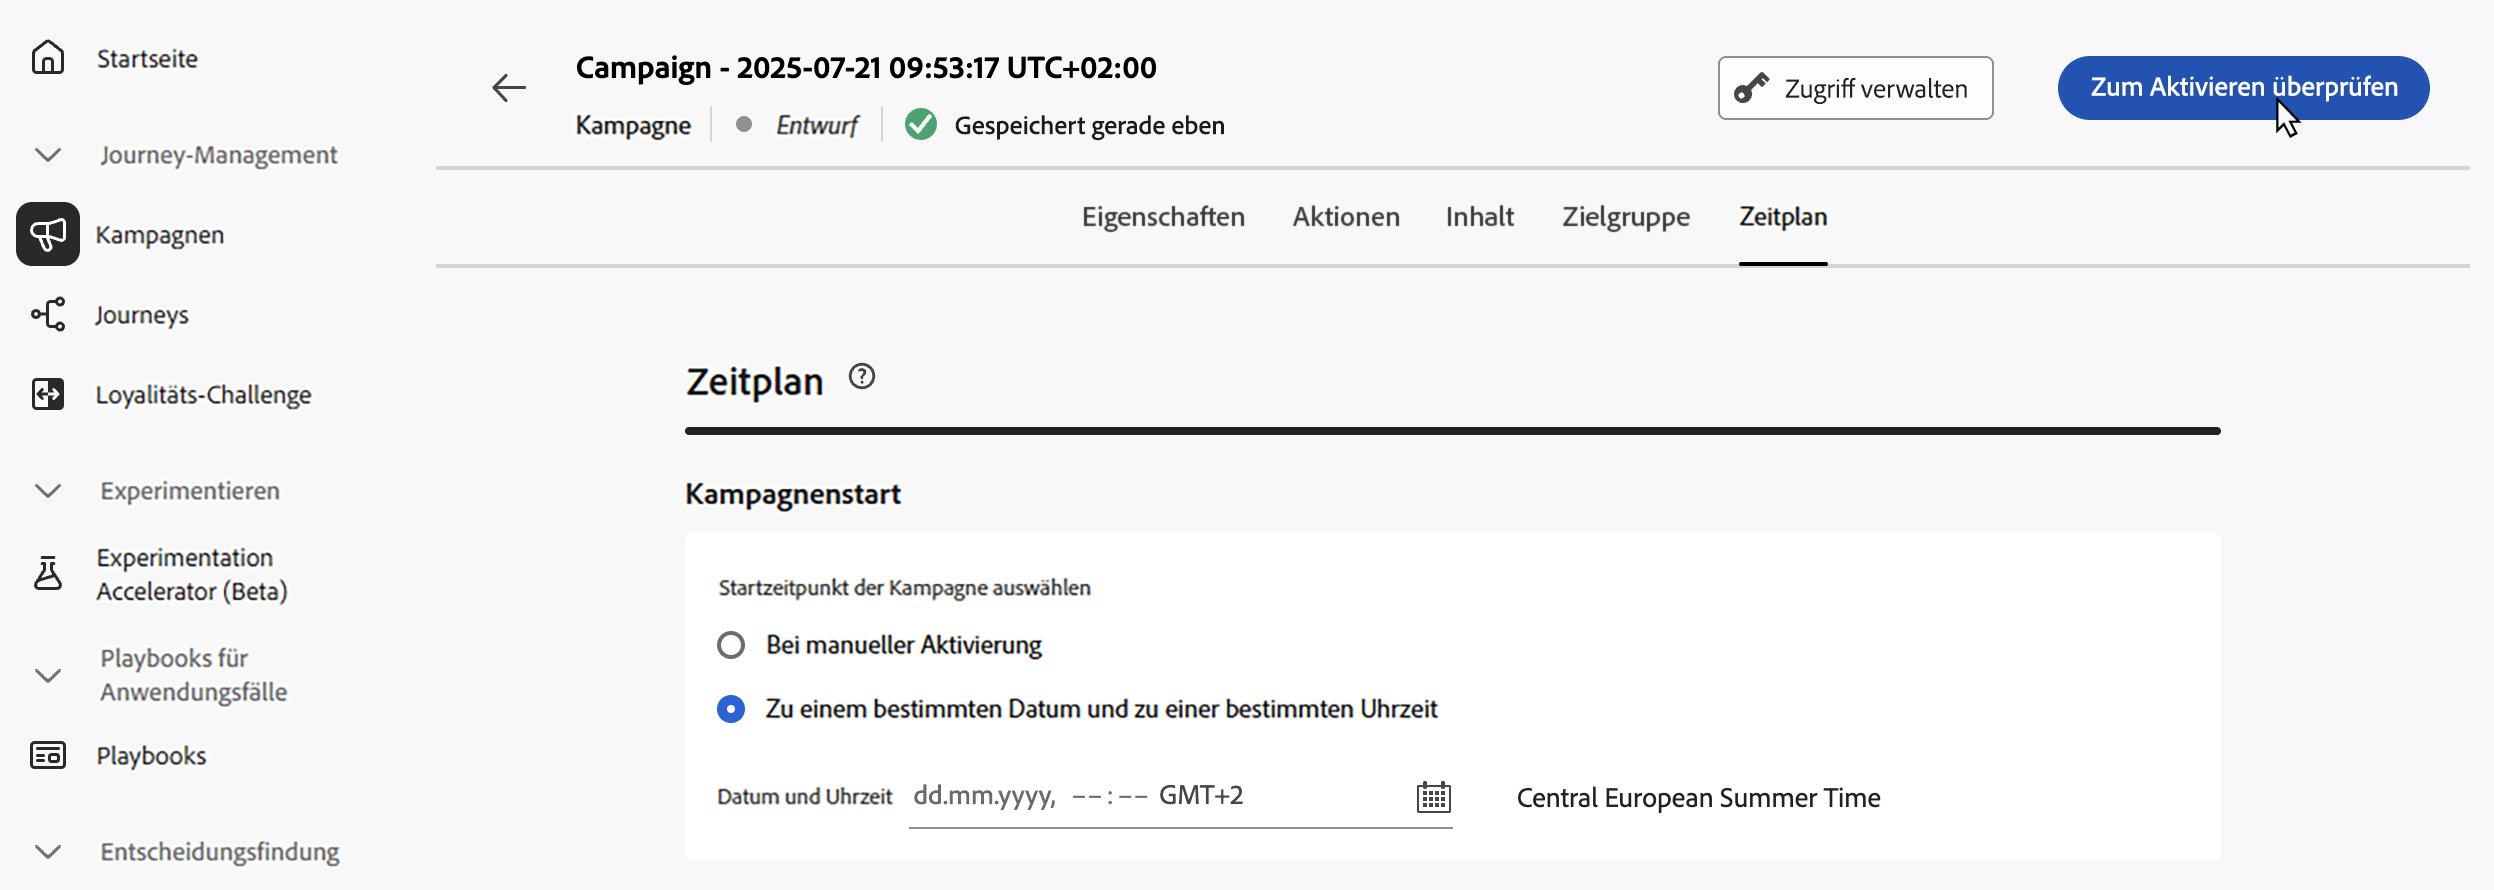 Startseite
Journey-Management
Kampagnen
Journeys
Loyalitäts-Challenge
Experimentieren
Experimentation
Accelerator (Beta)
Playbooks für
Anwendungsfälle
Playbooks
Entscheidungsfindung
Campaign - 2025-07-21 09:53:17 UTC+02:00
Kampagne Entwurf Gespeichert gerade eben
Zugriff verwalten
Zum Aktivieren überprüfen
Eigenschaften Aktionen Inhalt Zielgruppe Zeitplan
Zeitplan
Kampagnenstart
Startzeitpunkt der Kampagne auswählen
Bei manueller Aktivierung
Zu einem bestimmten Datum und zu einer bestimmten Uhrzeit
Datum und Uhrzeit dd.mm.yyyy, --:-- GMT+2 Central European Summer Time